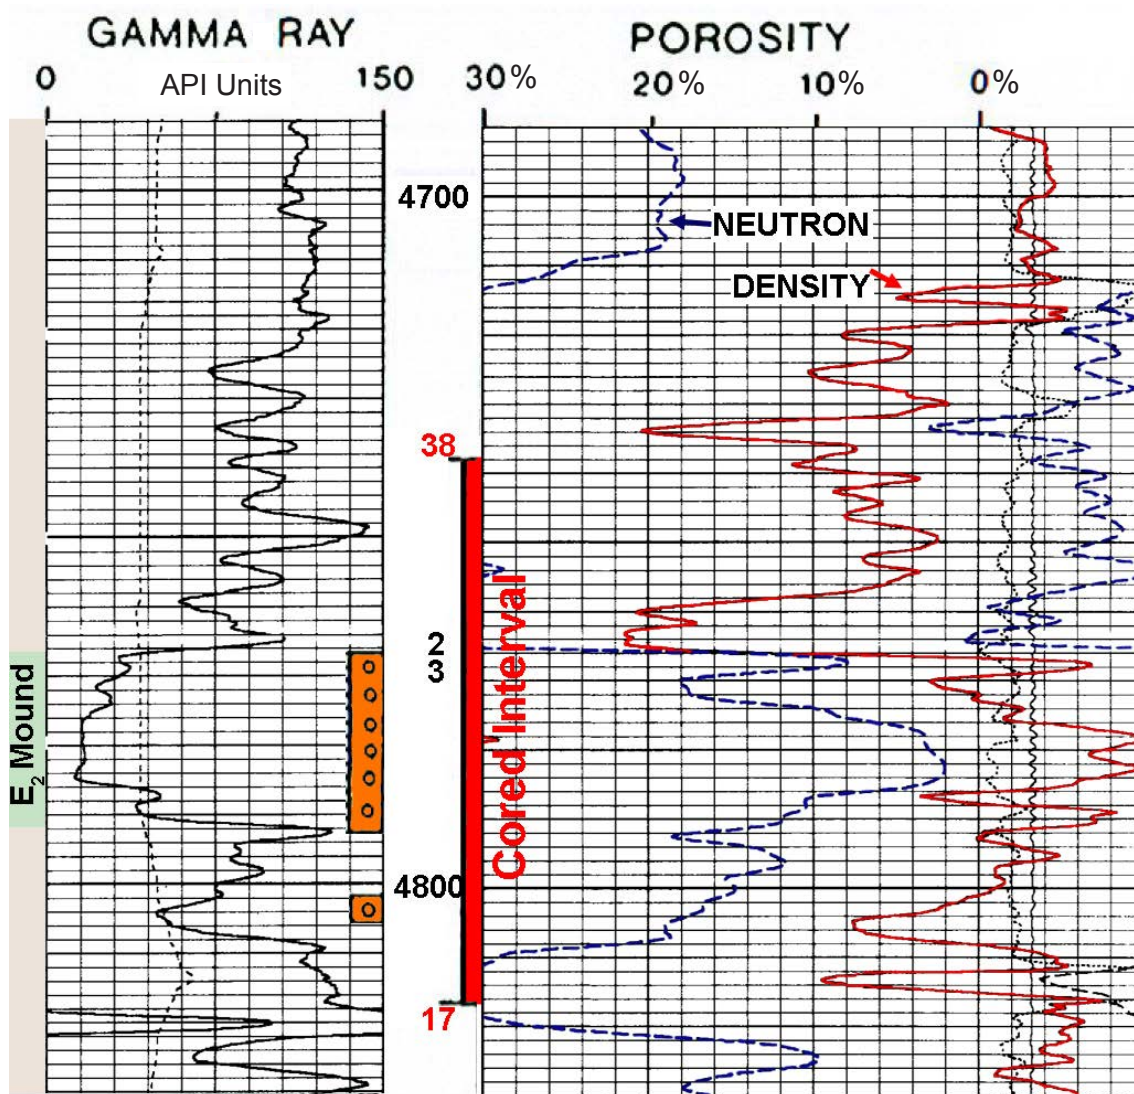 GAMMA RAY
POROSITY
0 API Units 150
30% 20% 10% 0%
4700
NEUTRON
DENSITY
38
Cored Interval
2
3
E2 Mound
4800
17